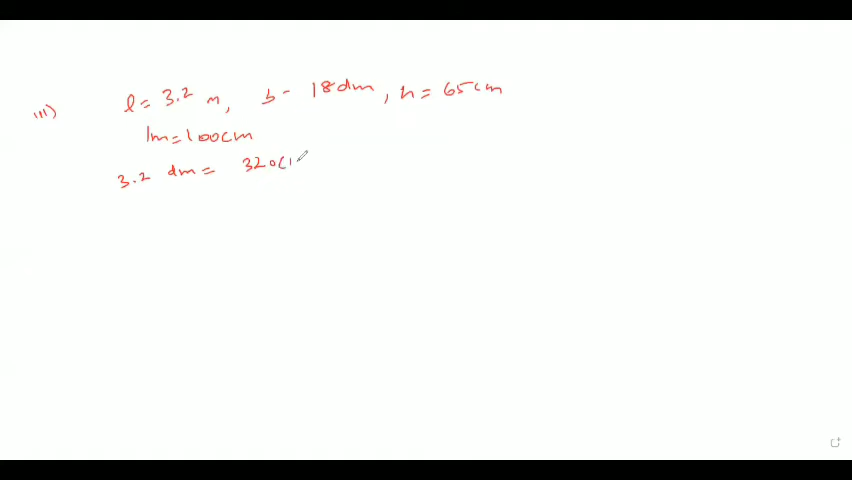 iii) l= 3.2 m, b- 18dm, h= 65cm
1m=100cm
3.2 dm= 320c